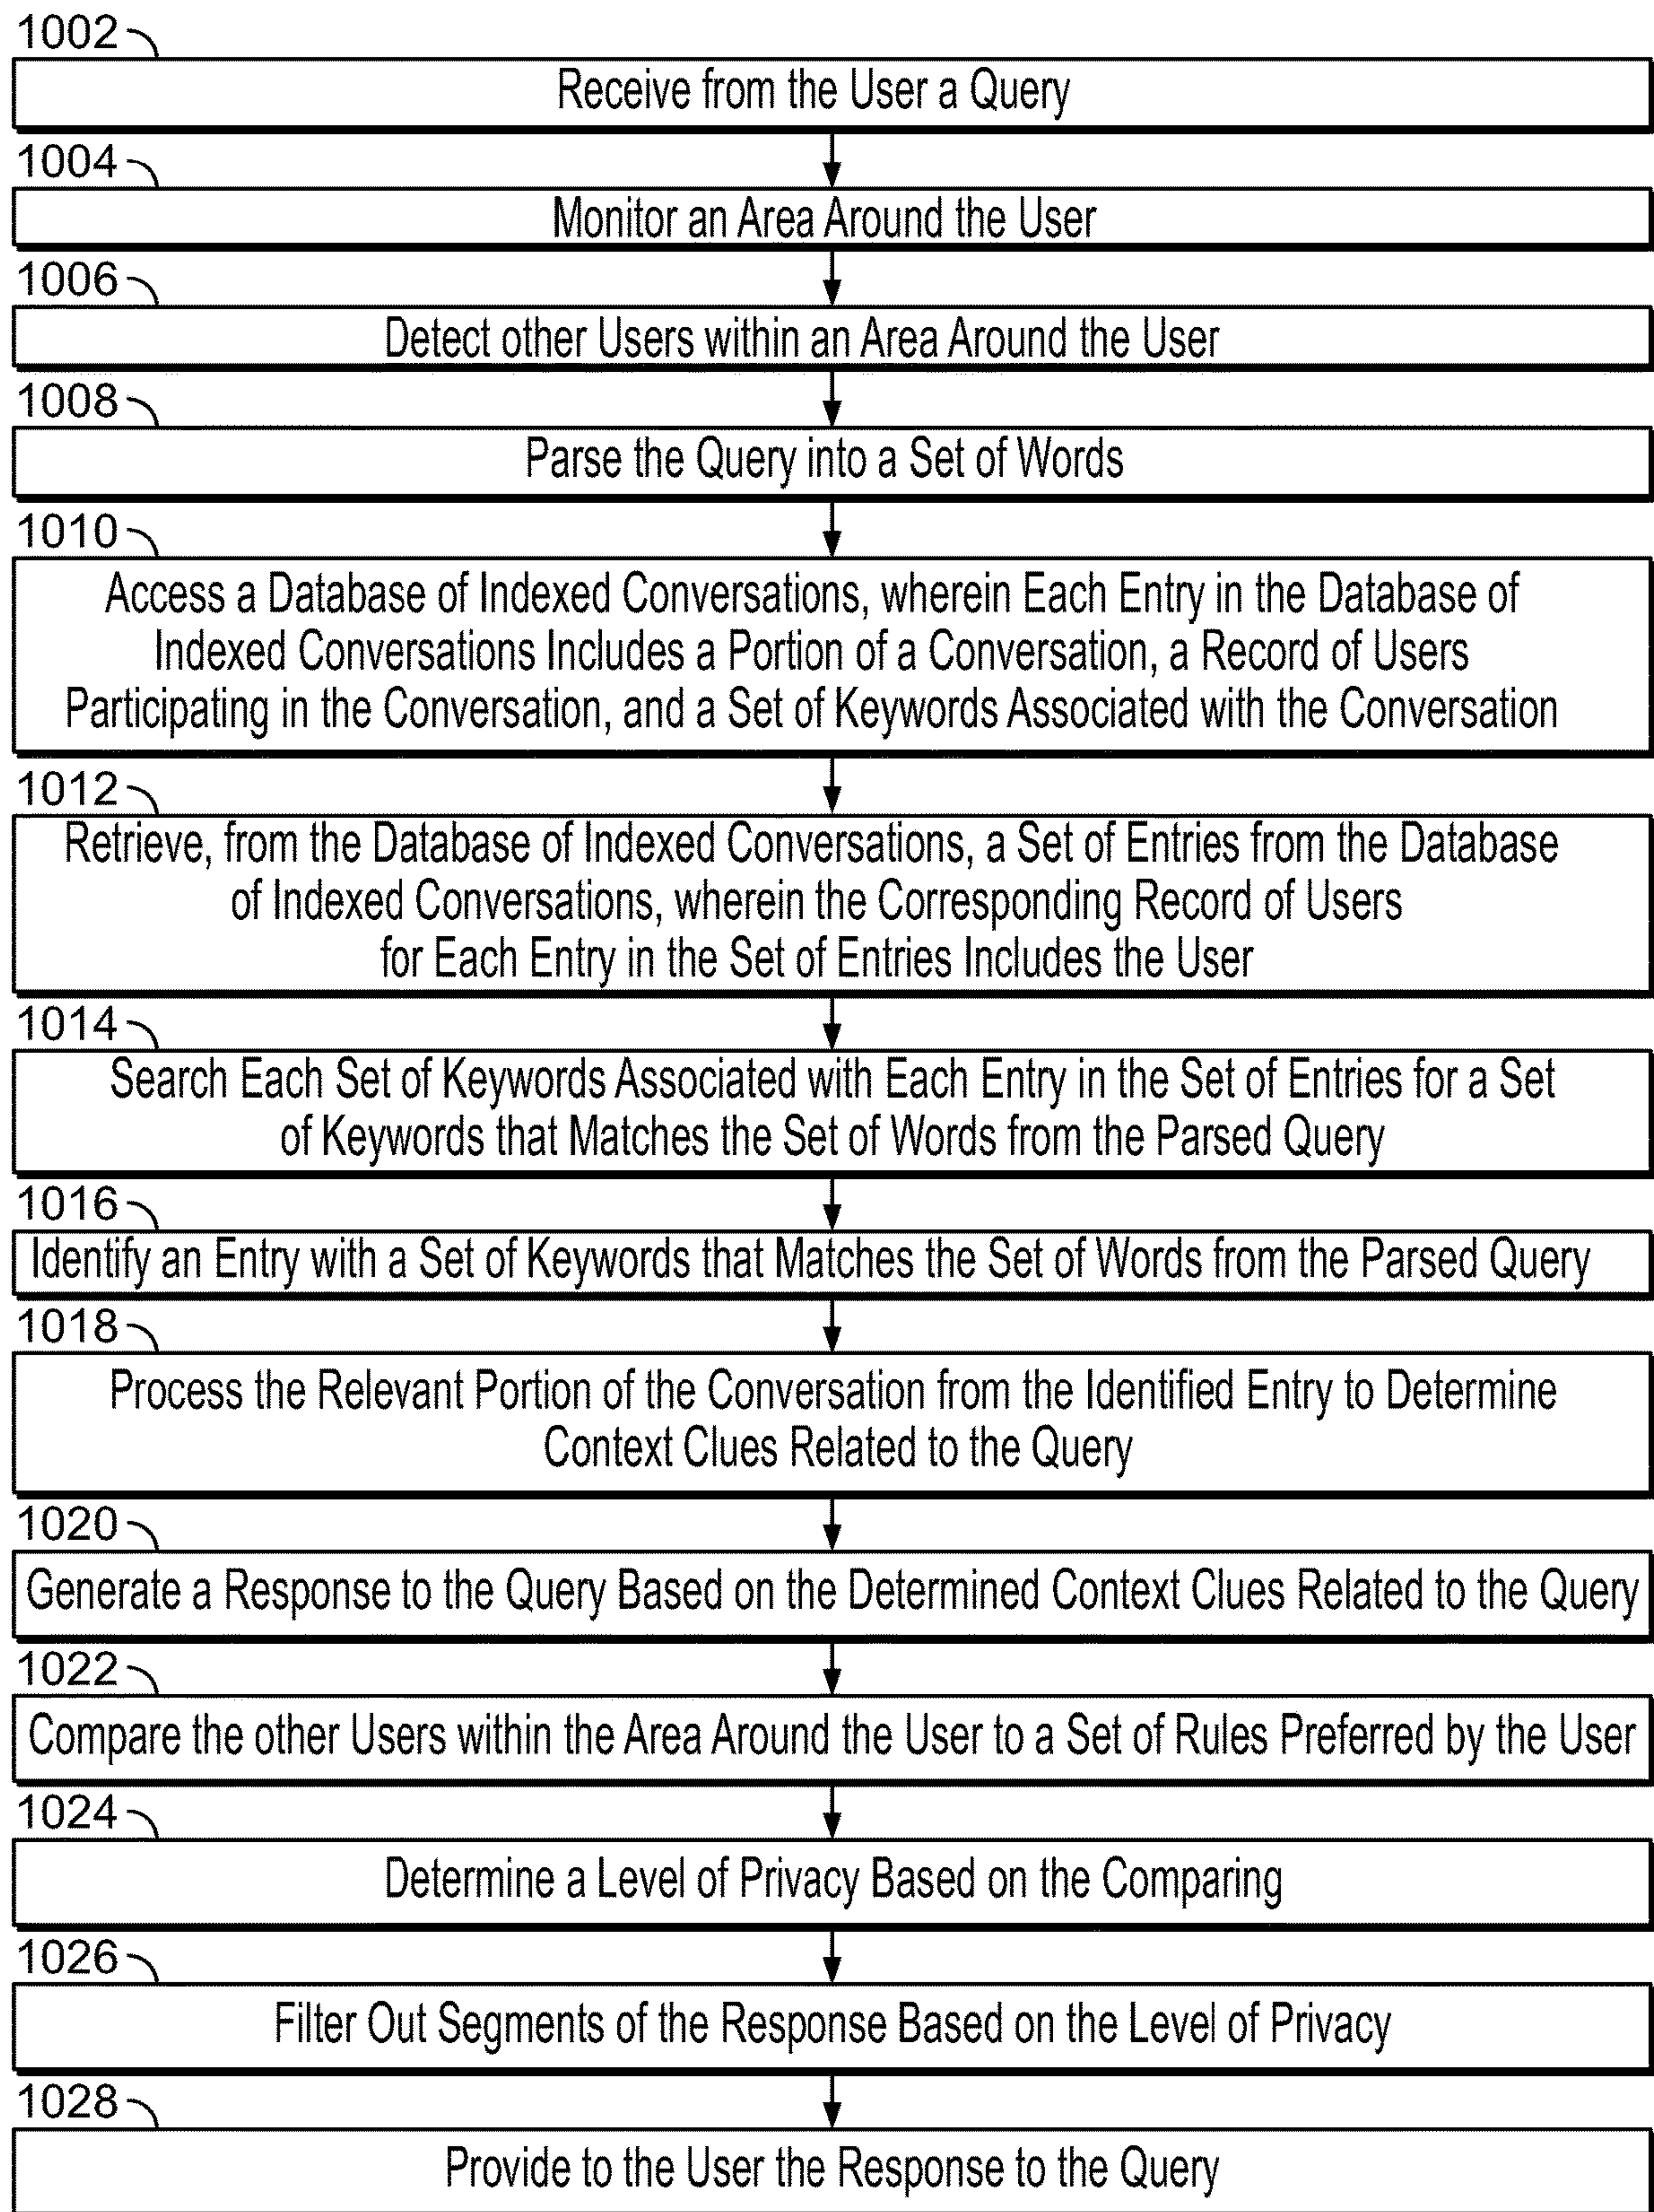 1002
Receive from the User a Query
1004
Monitor an Area Around the User
1006
Detect other Users within an Area Around the User
1008
Parse the Query into a Set of Words
1010
Access a Database of Indexed Conversations, wherein Each Entry in the Database of
Indexed Conversations Includes a Portion of a Conversation, a Record of Users
Participating in the Conversation, and a Set of Keywords Associated with the Conversation
1012
Retrieve, from the Database of Indexed Conversations, a Set of Entries from the Database
of Indexed Conversations, wherein the Corresponding Record of Users
for Each Entry in the Set of Entries Includes the User
1014
Search Each Set of Keywords Associated with Each Entry in the Set of Entries for a Set
of Keywords that Matches the Set of Words from the Parsed Query
1016
Identify an Entry with a Set of Keywords that Matches the Set of Words from the Parsed Query
1018
Process the Relevant Portion of the Conversation from the Identified Entry to Determine
Context Clues Related to the Query
1020
Generate a Response to the Query Based on the Determined Context Clues Related to the Query
1022
Compare the other Users within the Area Around the User to a Set of Rules Preferred by the User
1024
Determine a Level of Privacy Based on the Comparing
1026
Filter Out Segments of the Response Based on the Level of Privacy
1028
Provide to the User the Response to the Query